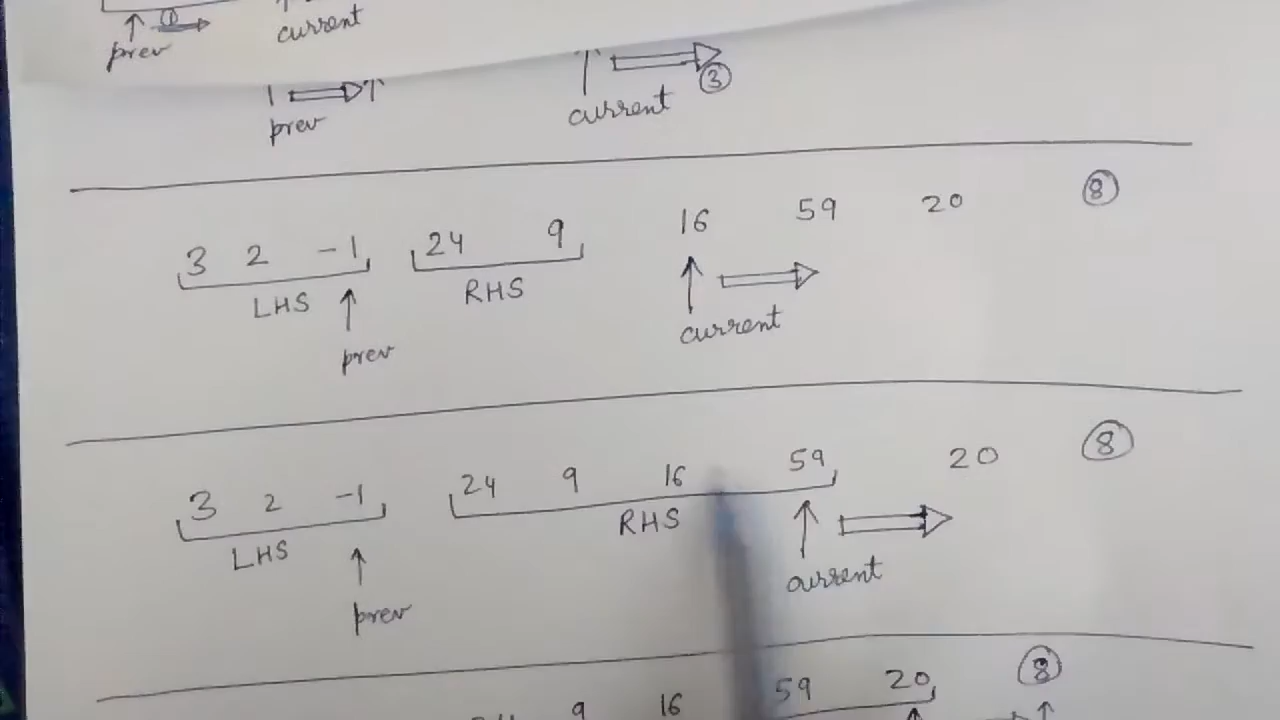 ①
prev current
③
prev current
3 2 -1 24 9 16 59 20 ⑧
LHS RHS
prev current
3 2 -1 24 9 16 59 20 ⑧
LHS RHS
prev current
9 16 59 20 ⑧